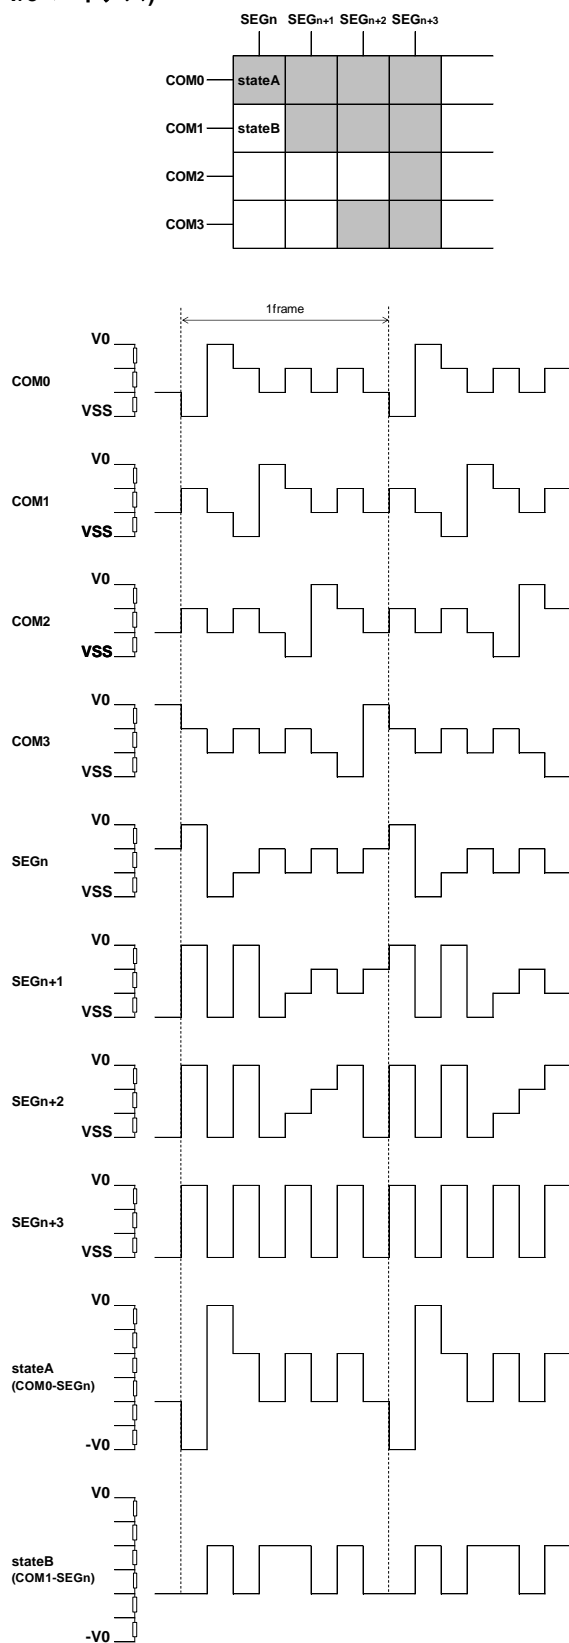 SEGn SEGn+1 SEGn+2 SEGn+3
COM0 stateA
COM1 stateB
COM2
COM3
1frame
V0
COM0
VSS
V0
COM1
VSS
V0
COM2
VSS
V0
COM3
VSS
V0
SEGn
VSS
V0
SEGn+1
VSS
V0
SEGn+2
VSS
V0
SEGn+3
VSS
V0
stateA
(COM0-SEGn)
-V0
V0
stateB
(COM1-SEGn)
-V0